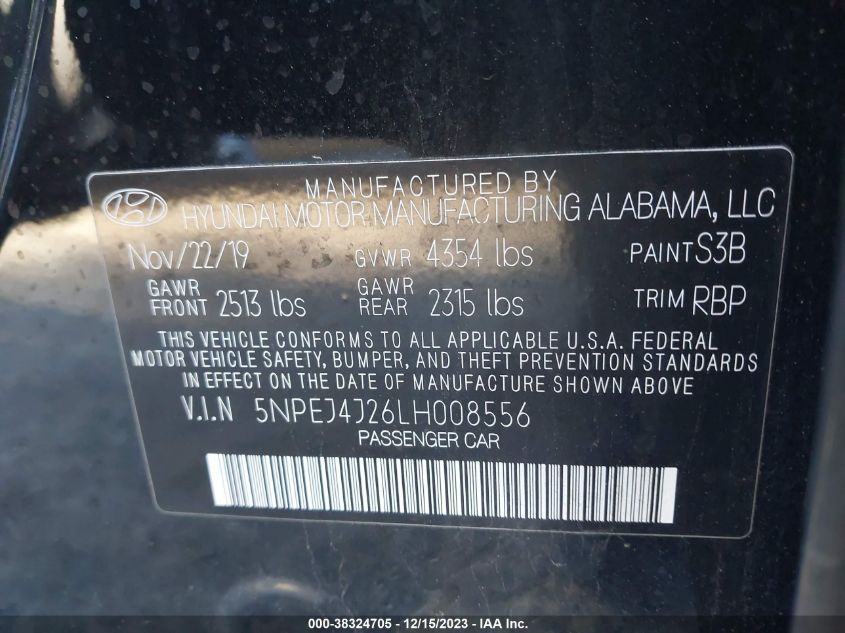 MANUFACTURED BY
HYUNDAI MOTOR MANUFACTURING ALABAMA, LLC
Nov/22/19 GVWR 4354 lbs PAINT S3B
GAWR FRONT 2513 lbs GAWR REAR 2315 lbs TRIM RBP
THIS VEHICLE CONFORMS TO ALL APPLICABLE U.S.A. FEDERAL
MOTOR VEHICLE SAFETY, BUMPER, AND THEFT PREVENTION STANDARDS
IN EFFECT ON THE DATE OF MANUFACTURE SHOWN ABOVE
V.I.N 5NPEJ4J26LH008556
PASSENGER CAR
000-38324705 - 12/15/2023 - IAA Inc.